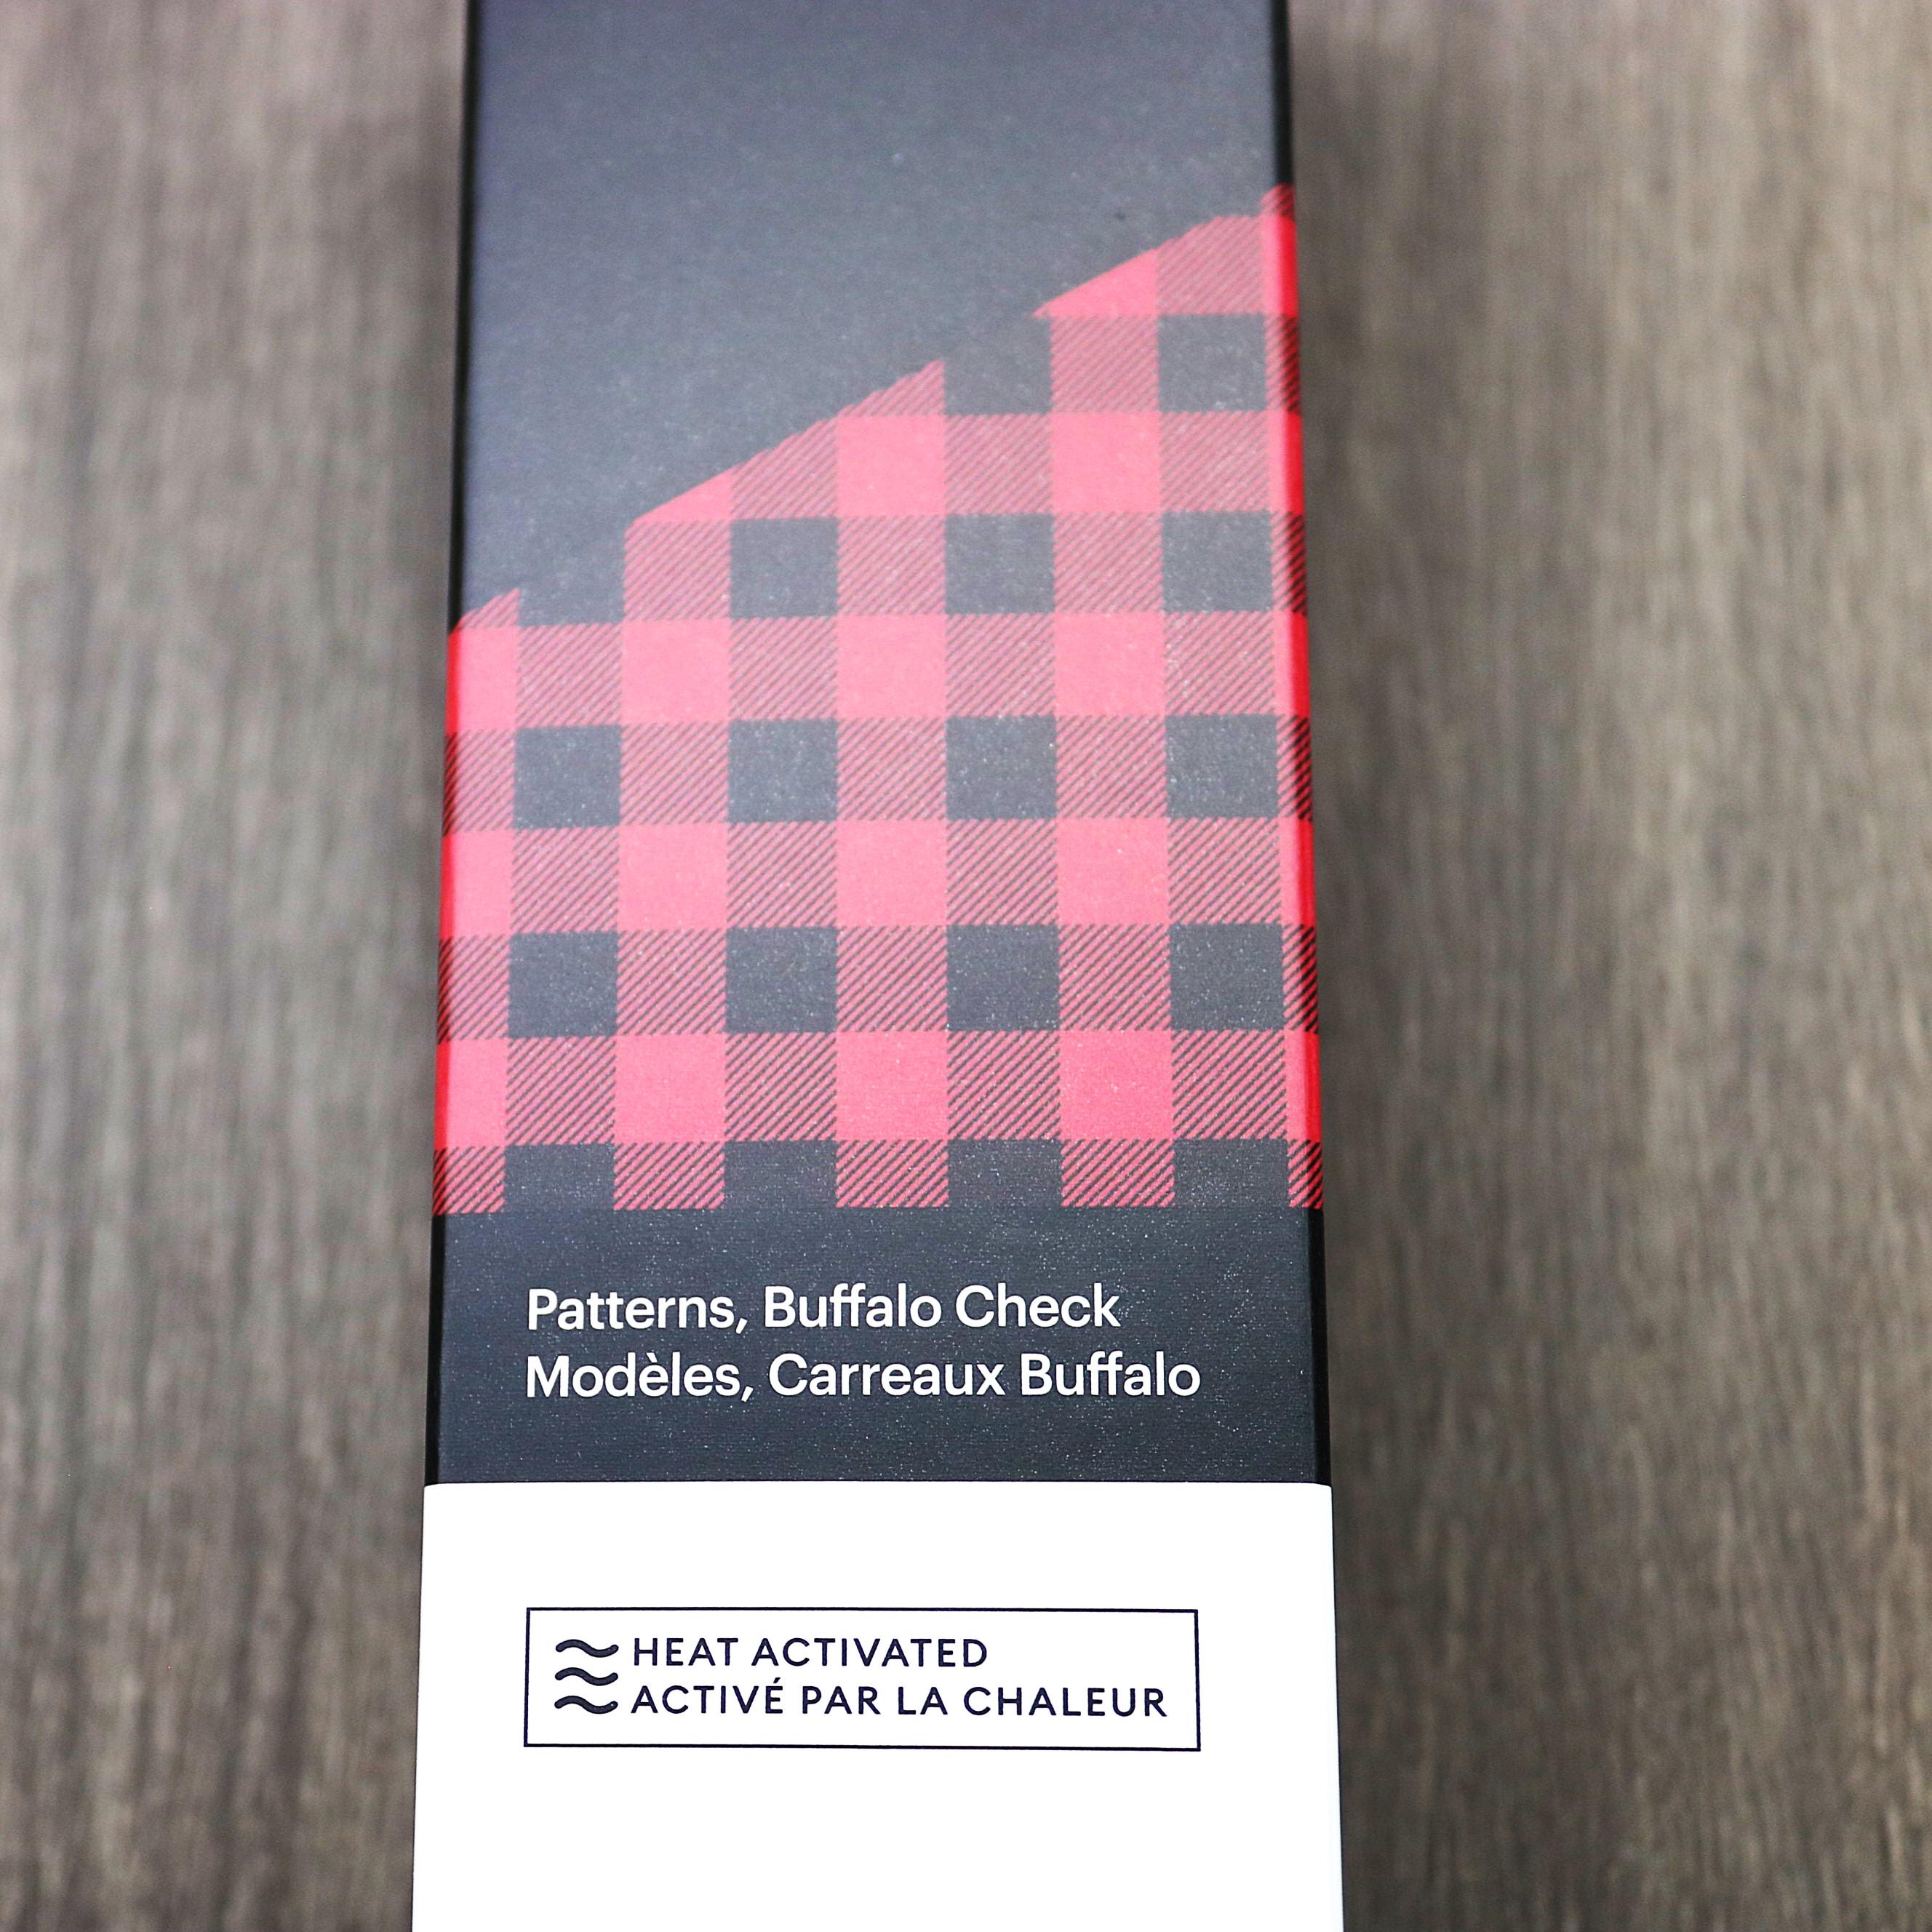 Patterns, Buffalo Check
Modèles, Carreaux Buffalo
HEAT ACTIVATED
ACTIVÉ PAR LA CHALEUR